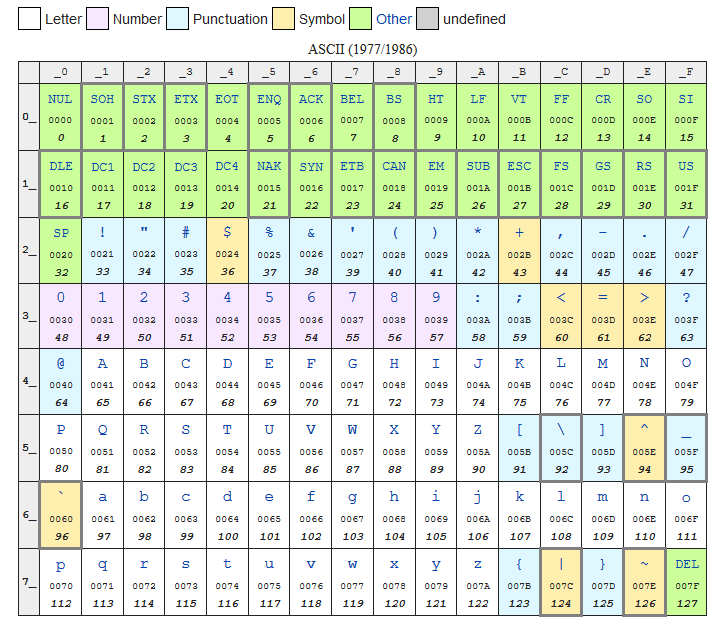 Letter Number Punctuation Symbol Other undefined
ASCII (1977/1986)
_0 _1 _2 _3 _4 _5 _6 _7 _8 _9 _A _B _C _D _E _F
0_ NUL SOH STX ETX EOT ENQ ACK BEL BS HT LF VT FF CR SO SI
0000 0001 0002 0003 0004 0005 0006 0007 0008 0009 000A 000B 000C 000D 000E 000F
0 1 2 3 4 5 6 7 8 9 10 11 12 13 14 15
1_ DLE DC1 DC2 DC3 DC4 NAK SYN ETB CAN EM SUB ESC FS GS RS US
0010 0011 0012 0013 0014 0015 0016 0017 0018 0019 001A 001B 001C 001D 001E 001F
16 17 18 19 20 21 22 23 24 25 26 27 28 29 30 31
2_ SP ! " # $ % & ' ( ) * + , - . /
0020 0021 0022 0023 0024 0025 0026 0027 0028 0029 002A 002B 002C 002D 002E 002F
32 33 34 35 36 37 38 39 40 41 42 43 44 45 46 47
3_ 0 1 2 3 4 5 6 7 8 9 : ; < = > ?
0030 0031 0032 0033 0034 0035 0036 0037 0038 0039 003A 003B 003C 003D 003E 003F
48 49 50 51 52 53 54 55 56 57 58 59 60 61 62 63
4_ @ A B C D E F G H I J K L M N O
0040 0041 0042 0043 0044 0045 0046 0047 0048 0049 004A 004B 004C 004D 004E 004F
64 65 66 67 68 69 70 71 72 73 74 75 76 77 78 79
5_ P Q R S T U V W X Y Z [ \ ] ^ _
0050 0051 0052 0053 0054 0055 0056 0057 0058 0059 005A 005B 005C 005D 005E 005F
80 81 82 83 84 85 86 87 88 89 90 91 92 93 94 95
6_ ` a b c d e f g h i j k l m n o
0060 0061 0062 0063 0064 0065 0066 0067 0068 0069 006A 006B 006C 006D 006E 006F
96 97 98 99 100 101 102 103 104 105 106 107 108 109 110 111
7_ p q r s t u v w x y z { | } ~ DEL
0070 0071 0072 0073 0074 0075 0076 0077 0078 0079 007A 007B 007C 007D 007E 007F
112 113 114 115 116 117 118 119 120 121 122 123 124 125 126 127